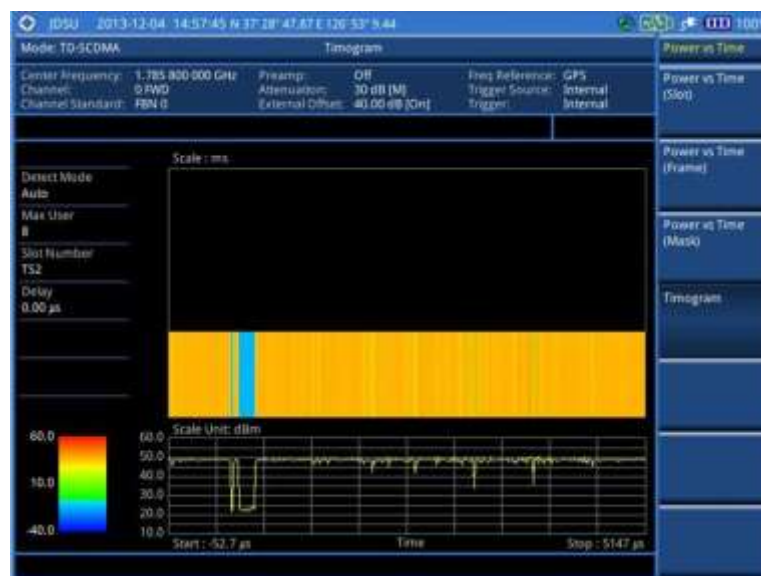 JDSU 2013-12-04 14:57:45 N 37° 28' 47.67 E 126° 53' 9.44 100%
Mode: TD-SCDMA Timogram Power vs Time
Center Frequency: 1.785 800 000 GHz Preamp: Off Freq Reference: GPS
Channel: 0 FWD Attenuation: 30 dB [M] Trigger Source: Internal
Channel Standard: FBN 0 External Offset: 40.00 dB [On] Trigger: Internal
Power vs Time
(Slot)
Scale : ms
Detect Mode
Auto
Max User
8
Slot Number
TS2
Delay
0.00 µs
Power vs Time
(Frame)
Power vs Time
(Mask)
Timogram
Scale Unit: dBm
60.0
10.0
-40.0
60.0
50.0
40.0
30.0
20.0
10.0
Start : -52.7 µs Time Stop : 5147 µs